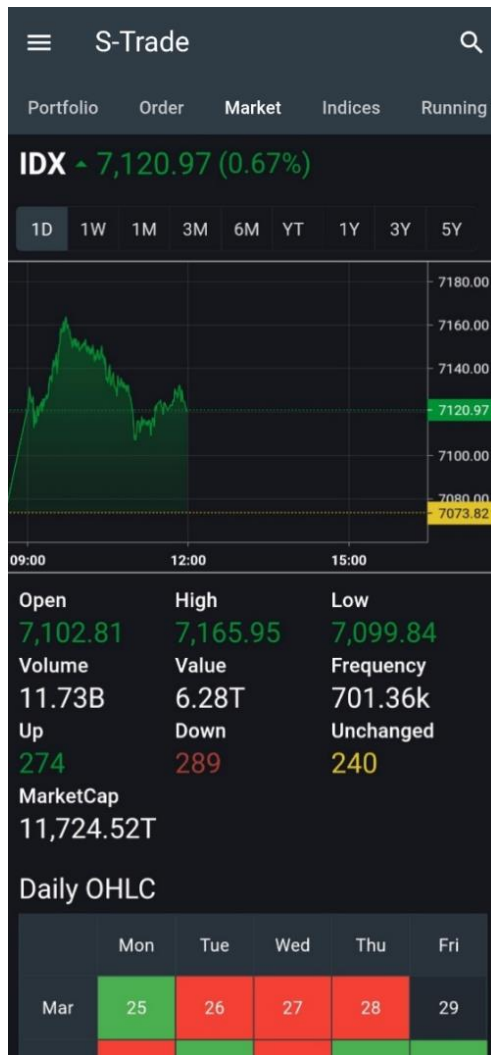 S-Trade
Portfolio Order Market Indices Running
IDX 7,120.97 (0.67%)
1D 1W 1M 3M 6M YT 1Y 3Y 5Y
7180.00
7160.00
7140.00
7120.97
7100.00
7080.00
7073.82
09:00 12:00 15:00
Open High Low
7,102.81 7,165.95 7,099.84
Volume Value Frequency
11.73B 6.28T 701.36k
Up Down Unchanged
274 289 240
MarketCap
11,724.52T
Daily OHLC
Mon Tue Wed Thu Fri
Mar 25 26 27 28 29